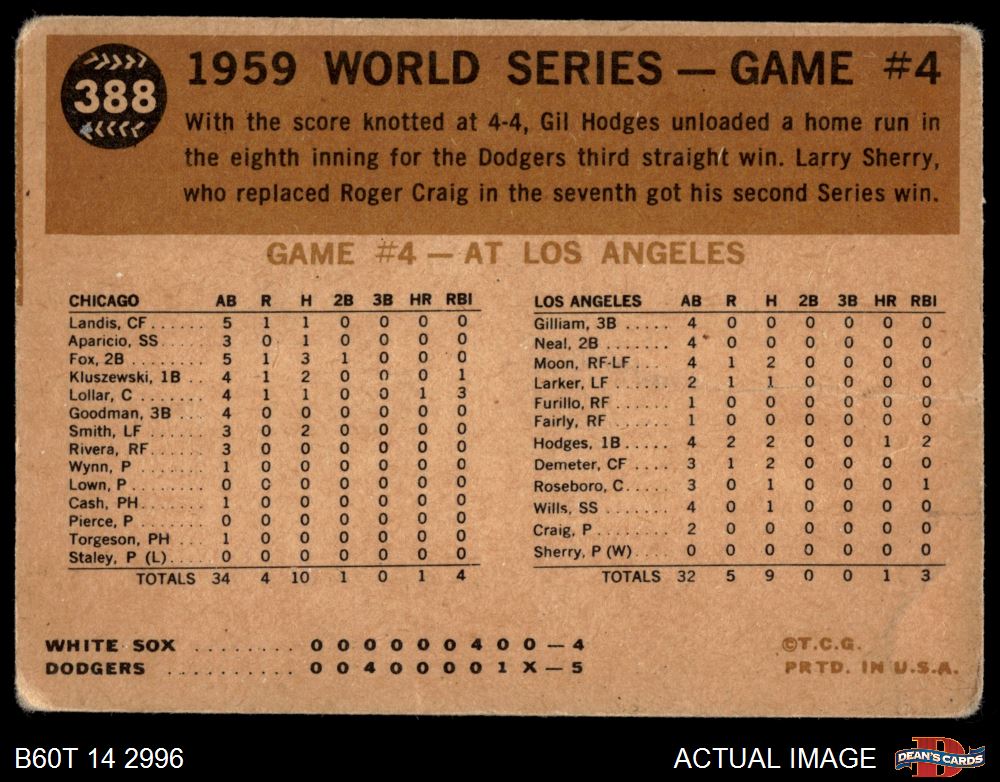 388
1959 WORLD SERIES — GAME #4
With the score knotted at 4-4, Gil Hodges unloaded a home run in
the eighth inning for the Dodgers third straight win. Larry Sherry,
who replaced Roger Craig in the seventh got his second Series win.
GAME #4 — AT LOS ANGELES
CHICAGO AB R H 2B 3B HR RBI
Landis, CF ...... 5 1 1 0 0 0 0
Aparicio, SS ..... 3 0 1 0 0 0 0
Fox, 2B ........ 5 1 3 1 0 0 0
Kluszewski, 1B .. 4 1 2 0 0 0 1
Lollar, C ....... 4 1 1 0 0 1 3
Goodman, 3B ... 4 0 0 0 0 0 0
Smith, LF ....... 3 0 2 0 0 0 0
Rivera, RF ...... 3 0 0 0 0 0 0
Wynn, P ....... 1 0 0 0 0 0 0
Lown, P ........ 0 0 0 0 0 0 0
Cash, PH ....... 1 0 0 0 0 0 0
Pierce, P ....... 0 0 0 0 0 0 0
Torgeson, PH ... 1 0 0 0 0 0 0
Staley, P (L) .... 0 0 0 0 0 0 0
TOTALS 34 4 10 1 0 1 4
LOS ANGELES AB R H 2B 3B HR RBI
Gilliam, 3B ..... 4 0 0 0 0 0 0
Neal, 2B ....... 4 0 0 0 0 0 0
Moon, RF-LF ... 4 1 2 0 0 0 0
Larker, LF ...... 2 1 1 0 0 0 0
Furillo, RF ...... 1 0 0 0 0 0 0
Fairly, RF ...... 1 0 0 0 0 0 0
Hodges, 1B ..... 4 2 2 0 0 1 2
Demeter, CF .... 3 1 2 0 0 0 0
Roseboro, C ..... 3 0 1 0 0 0 1
Wills, SS ....... 4 0 1 0 0 0 0
Craig, P ........ 2 0 0 0 0 0 0
Sherry, P (W) ... 0 0 0 0 0 0 0
TOTALS 32 5 9 0 0 1 3
WHITE SOX ........ 0 0 0 0 0 0 4 0 0 — 4
DODGERS .......... 0 0 4 0 0 0 0 1 X — 5
©T.C.G.
PRTD. IN U.S.A.
B60T 14 2996
ACTUAL IMAGE
D
DEAN'S CARDS